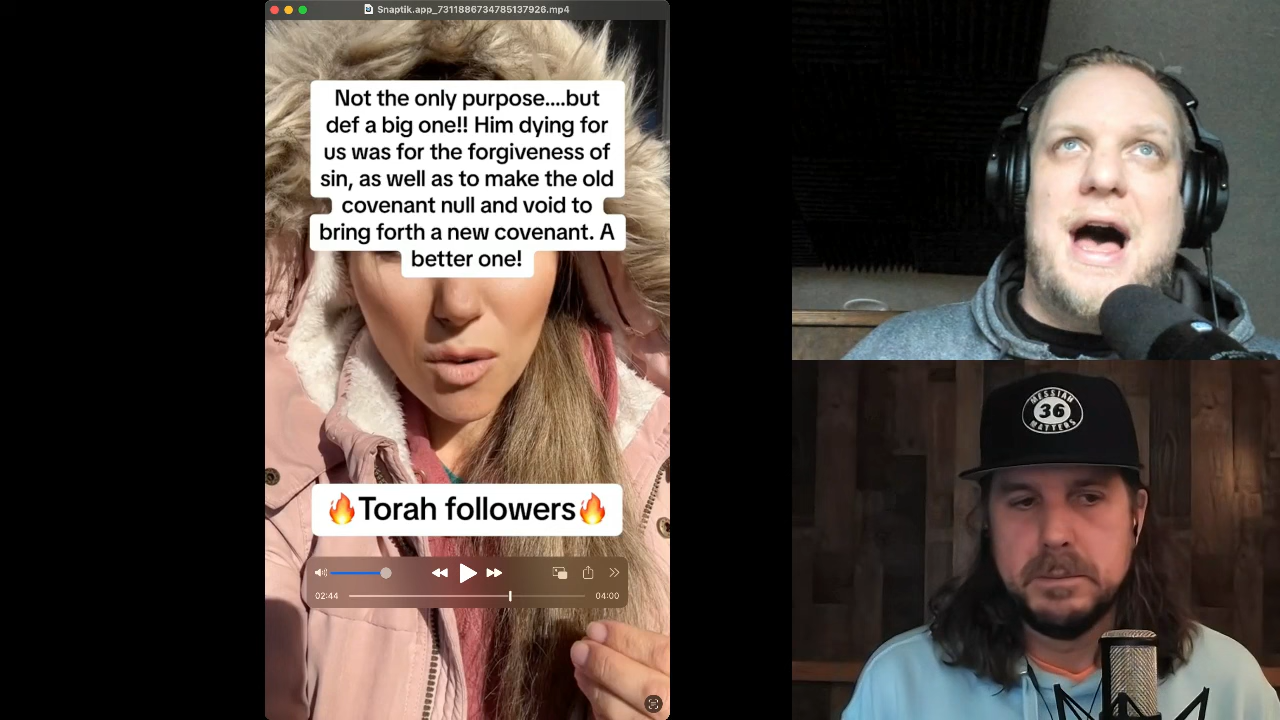 Snaptik.app_7311886734785137926.mp4
Not the only purpose....but
def a big one!! Him dying for
us was for the forgiveness of
sin, as well as to make the old
covenant null and void to
bring forth a new covenant. A
better one!
🔥Torah followers🔥
02:44
04:00
MESSIAH
36
MATTERS